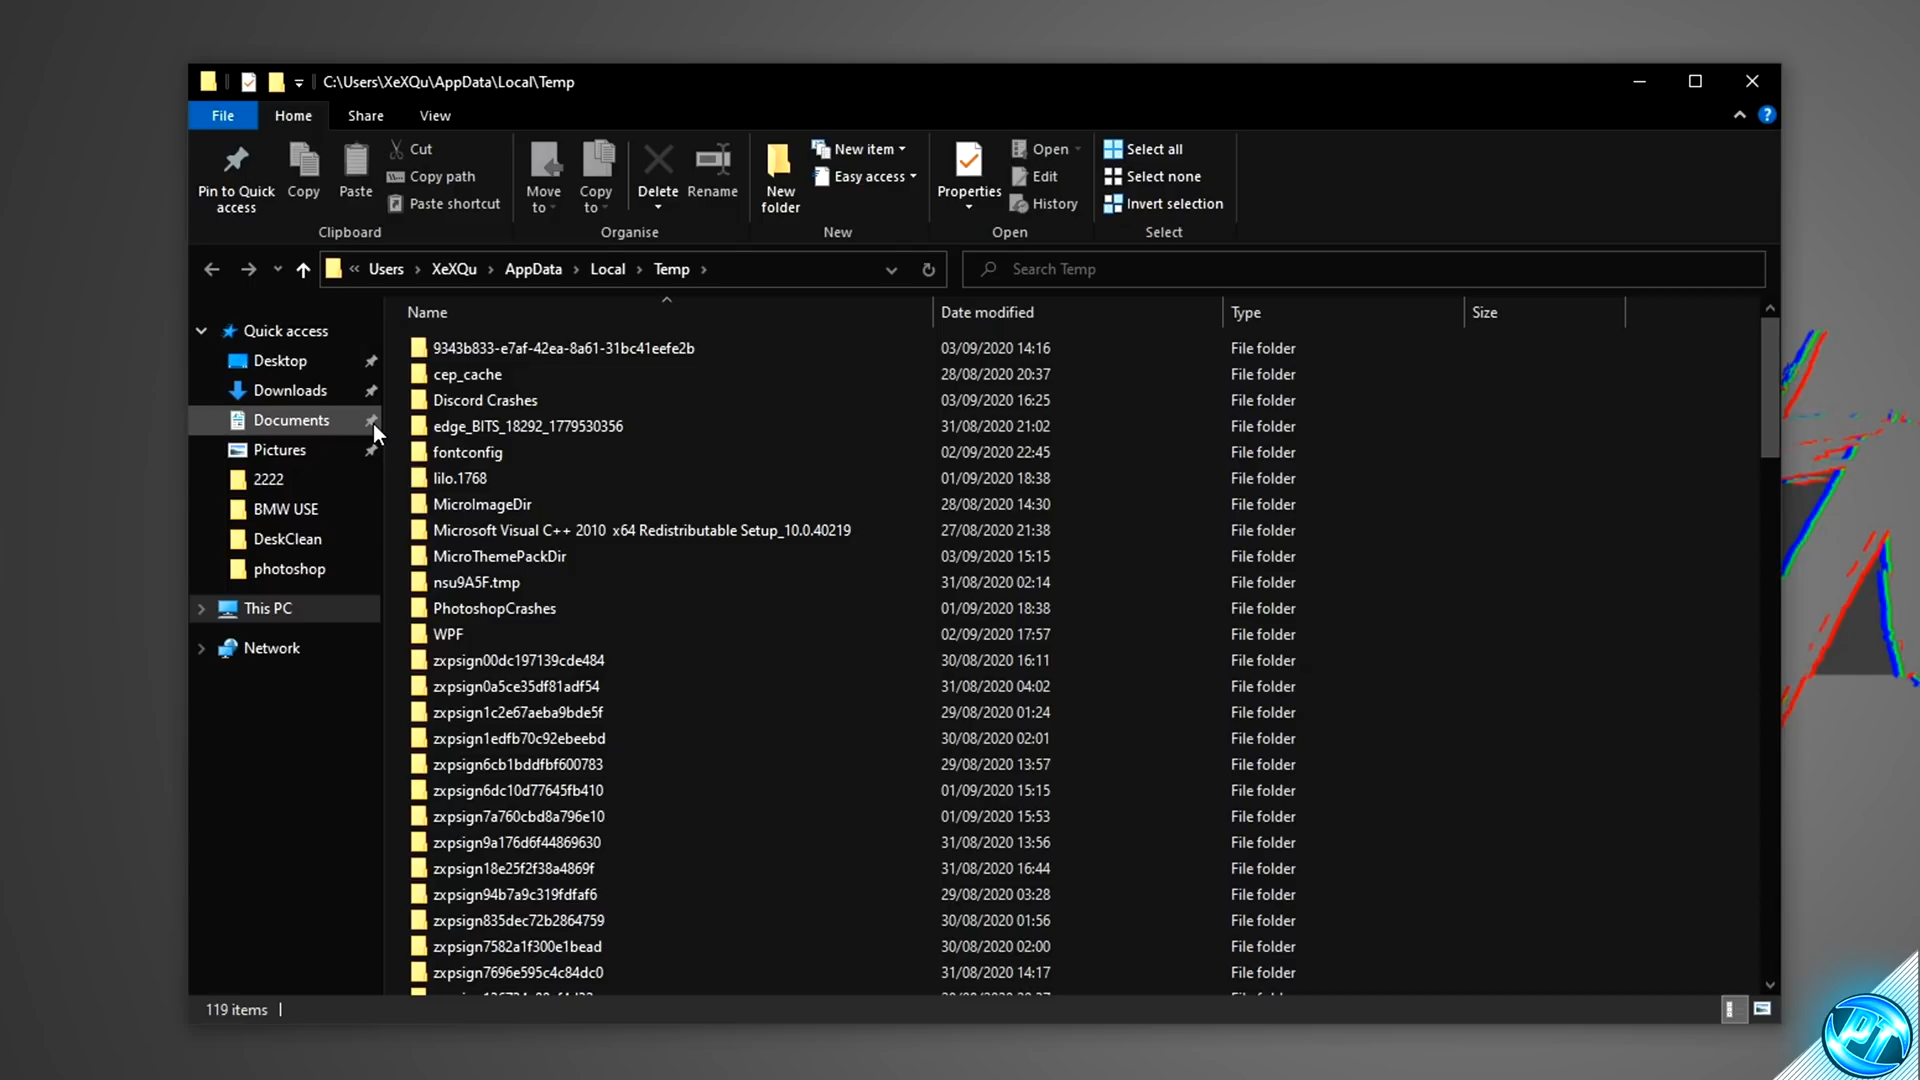 C:\Users\XeXQu\AppData\Local\Temp
File Home Share View
Pin to Quick access
Copy
Paste
Cut
Copy path
Paste shortcut
Clipboard
Move to
Copy to
Delete
Rename
Organise
New folder
New item
Easy access
New
Properties
Open
Edit
History
Open
Select all
Select none
Invert selection
Select
« Users › XeXQu › AppData › Local › Temp ›
Search Temp
Quick access
Desktop
Downloads
Documents
Pictures
2222
BMW USE
DeskClean
photoshop
This PC
Network
Name Date modified Type Size
9343b833-e7af-42ea-8a61-31bc41eefe2b 03/09/2020 14:16 File folder
cep_cache 28/08/2020 20:37 File folder
Discord Crashes 03/09/2020 16:25 File folder
edge_BITS_18292_1779530356 31/08/2020 21:02 File folder
fontconfig 02/09/2020 22:45 File folder
lilo.1768 01/09/2020 18:38 File folder
MicroImageDir 28/08/2020 14:30 File folder
Microsoft Visual C++ 2010 x64 Redistributable Setup_10.0.40219 27/08/2020 21:38 File folder
MicroThemePackDir 03/09/2020 15:15 File folder
nsu9A5F.tmp 31/08/2020 02:14 File folder
PhotoshopCrashes 01/09/2020 18:38 File folder
WPF 02/09/2020 17:57 File folder
zxpsign00dc197139cde484 30/08/2020 16:11 File folder
zxpsign0a5ce35df81adf54 31/08/2020 04:02 File folder
zxpsign1c2e67aeba9bde5f 29/08/2020 01:24 File folder
zxpsign1edfb70c92ebeebd 30/08/2020 02:01 File folder
zxpsign6cb1bddfbf600783 29/08/2020 13:57 File folder
zxpsign6dc10d77645fb410 01/09/2020 15:15 File folder
zxpsign7a760cbd8a796e10 01/09/2020 15:53 File folder
zxpsign9a176d6f44869630 31/08/2020 13:56 File folder
zxpsign18e25f2f38a4869f 31/08/2020 16:44 File folder
zxpsign94b7a9c319fdfaf6 29/08/2020 03:28 File folder
zxpsign835dec72b2864759 30/08/2020 01:56 File folder
zxpsign7582a1f300e1bead 30/08/2020 02:00 File folder
zxpsign7696e595c4c84dc0 31/08/2020 14:17 File folder
119 items
PT